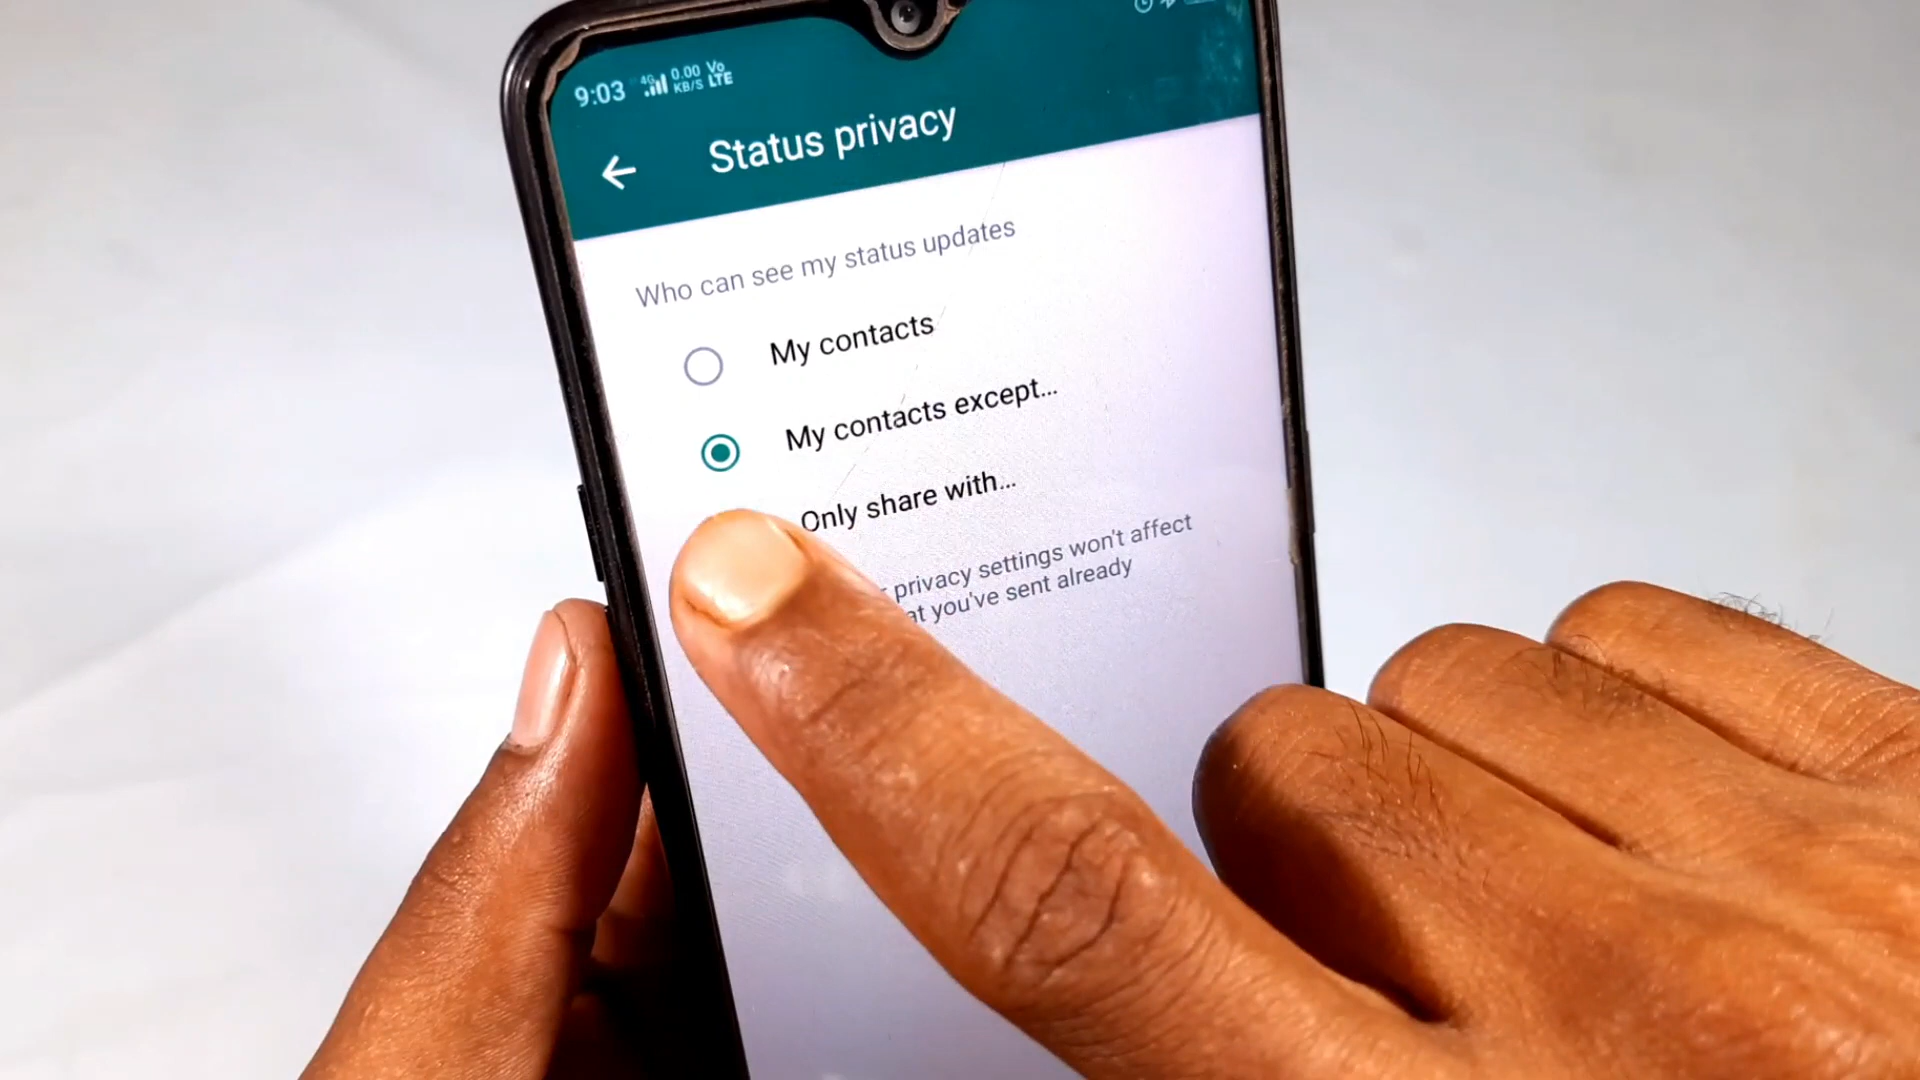 9:03 4G 0.00 KB/S Vo LTE
Status privacy
Who can see my status updates
My contacts
My contacts except...
Only share with...
privacy settings won't affect
you've sent already